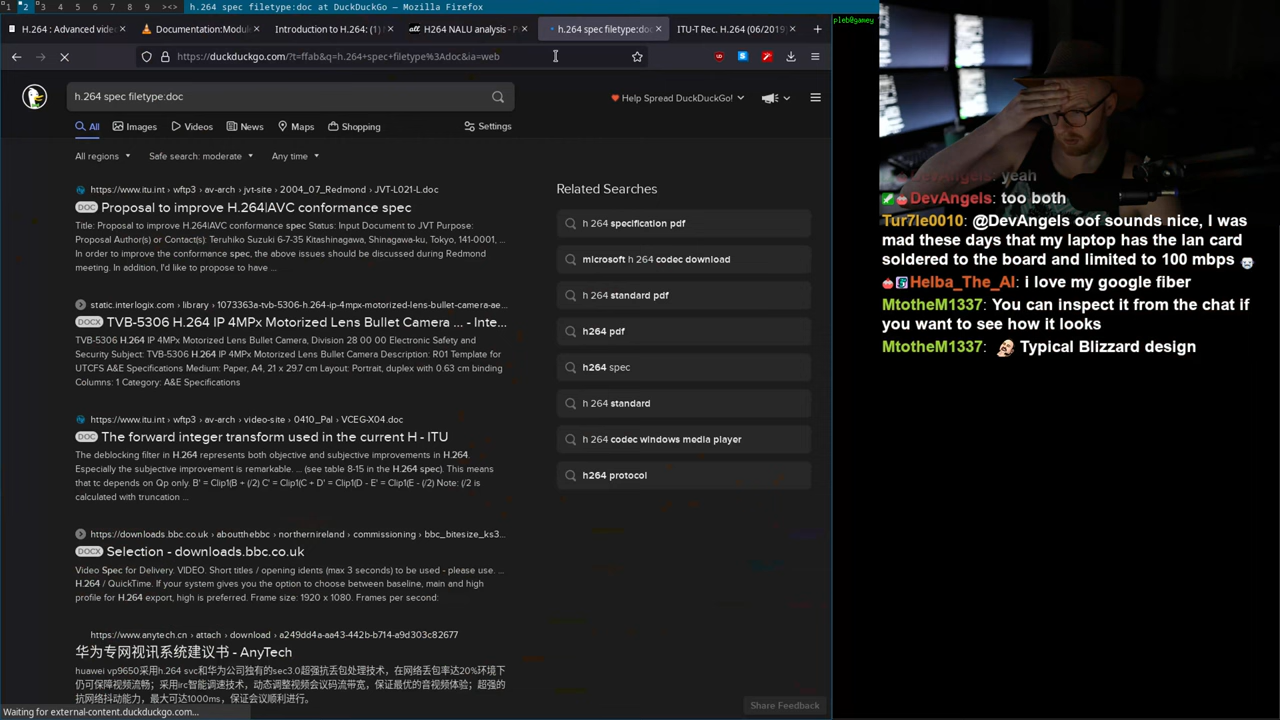 1 2 3 4 5 6 7 8 9 [><> h.264 spec filetype:doc at DuckDuckGo — Mozilla Firefox
pleb@gamey
H.264 : Advanced vide
Documentation:Modul
Introduction to H.264: (1)
H264 NALU analysis - P
h.264 spec filetype:doc
ITU-T Rec. H.264 (06/2019)
https://duckduckgo.com/?t=ffab&q=h.264+spec+filetype%3Adoc&ia=web
h.264 spec filetype:doc
Help Spread DuckDuckGo!
All
Images
Videos
News
Maps
Shopping
Settings
All regions
Safe search: moderate
Any time
https://www.itu.int › wftp3 › av-arch › jvt-site › 2004_07_Redmond › JVT-L021-L.doc
DOC Proposal to improve H.264|AVC conformance spec
Title: Proposal to improve H.264|AVC conformance spec Status: Input Document to JVT Purpose:
Proposal Author(s) or Contact(s): Teruhiko Suzuki 6-7-35 Kitashinagawa, Shinagawa-ku, Tokyo, 141-0001, ...
In order to improve the conformance spec, the above issues should be discussed during Redmond
meeting. In addition, I'd like to propose to have ...
static.interlogix.com › library › 1073363a-tvb-5306-h.264-ip-4mpx-motorized-lens-bullet-camera-ae...
DOCX TVB-5306 H.264 IP 4MPx Motorized Lens Bullet Camera ... - Inte...
TVB-5306 H.264 IP 4MPx Motorized Lens Bullet Camera, Division 28 00 00 Electronic Safety and
Security Subject: TVB-5306 H.264 IP 4MPx Motorized Lens Bullet Camera Description: R01 Template for
UTCFS A&E Specifications Medium: Paper, A4, 21 x 29.7 cm Layout: Portrait, duplex with 0.63 cm binding
Columns: 1 Category: A&E Specifications
https://www.itu.int › wftp3 › av-arch › video-site › 0410_Pal › VCEG-X04.doc
DOC The forward integer transform used in the current H - ITU
The deblocking filter in H.264 represents both objective and subjective improvements in H.264.
Especially the subjective improvement is remarkable. ... (see table 8-15 in the H.264 spec). This means
that tc depends on Qp only. B' = Clip1(B + (/2) C' = Clip1(C + D' = Clip1(D - E' = Clip1(E - (/2) Note: (/2 is
calculated with truncation ...
https://downloads.bbc.co.uk › aboutthebbc › northernireland › commissioning › bbc_bitesize_ks3...
DOCX Selection - downloads.bbc.co.uk
Video Spec for Delivery. VIDEO. Short titles / opening idents (max 3 seconds) to be used - please use. ...
H.264 / QuickTime. If your system gives you the option to choose between baseline, main and high
profile for H.264 export, high is preferred. Frame size: 1920 x 1080. Frames per second:
https://www.anytech.cn › attach › download › a249dd4a-aa43-442b-b714-a9d303c82677
华为专网视讯系统建议书 - AnyTech
huawei vp9650采用h.264 svc和华为公司独有的sec3.0超强抗丢包处理技术，在网络丢包率达20%环境下
仍可保障视频流畅；采用irc智能调速技术，动态调整视频会议码流带宽，保证最优的音视频体验；超强的
抗网络抖动能力，最大可达1000ms，保证会议顺利进行。
Related Searches
h 264 specification pdf
microsoft h 264 codec download
h 264 standard pdf
h264 pdf
h264 spec
h 264 standard
h 264 codec windows media player
h264 protocol
Share Feedback
Waiting for external-content.duckduckgo.com...
DevAngels: yeah
DevAngels: too both
Tur7le0010: @DevAngels oof sounds nice, I was
mad these days that my laptop has the lan card
soldered to the board and limited to 100 mbps
Helba_The_AI: i love my google fiber
MtotheM1337: You can inspect it from the chat if
you want to see how it looks
MtotheM1337: Typical Blizzard design